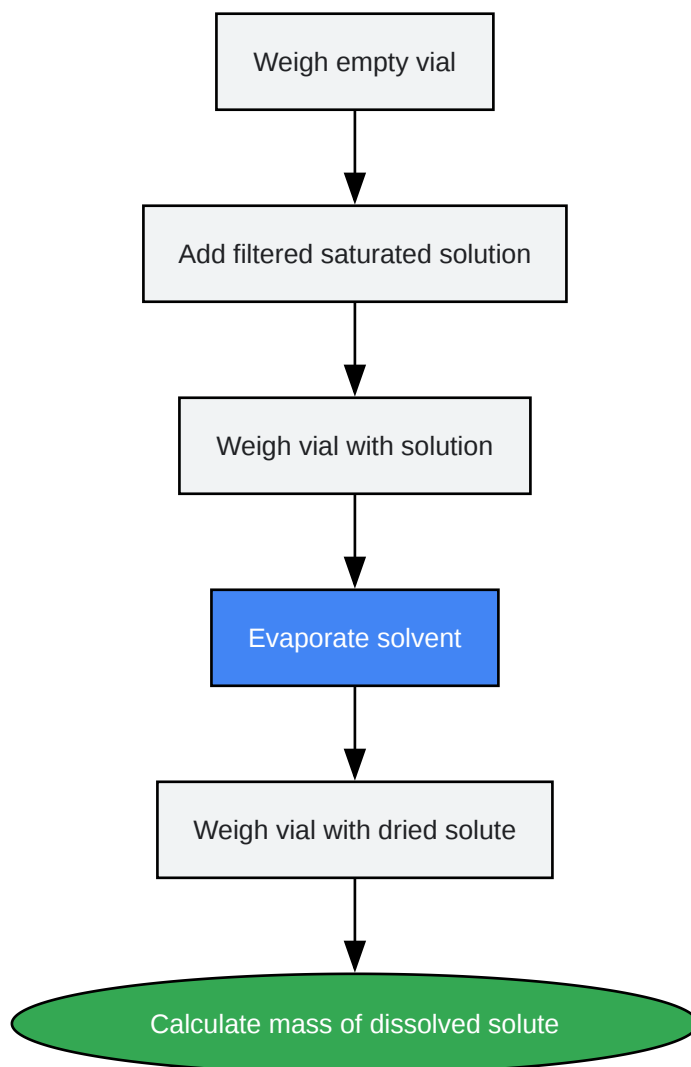 Weigh empty vial
Add filtered saturated solution
Weigh vial with solution
Evaporate solvent
Weigh vial with dried solute
Calculate mass of dissolved solute